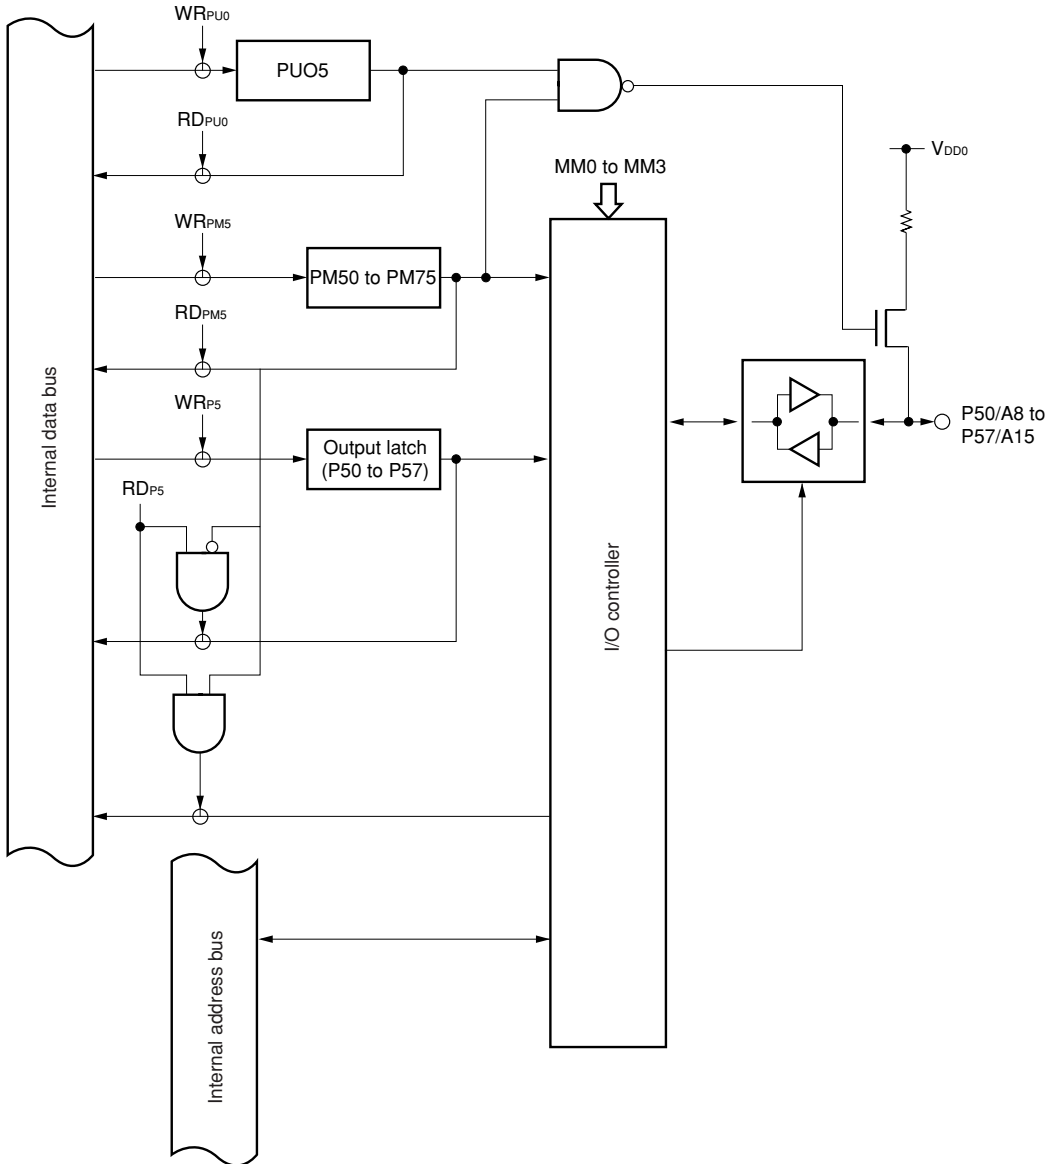 WRPU0
PUO5
RDPU0
VDD0
MM0 to MM3
WRPM5
PM50 to PM75
RDPM5
Internal data bus
WRP5
Output latch
(P50 to P57)
P50/A8 to
P57/A15
RDP5
I/O controller
Internal address bus